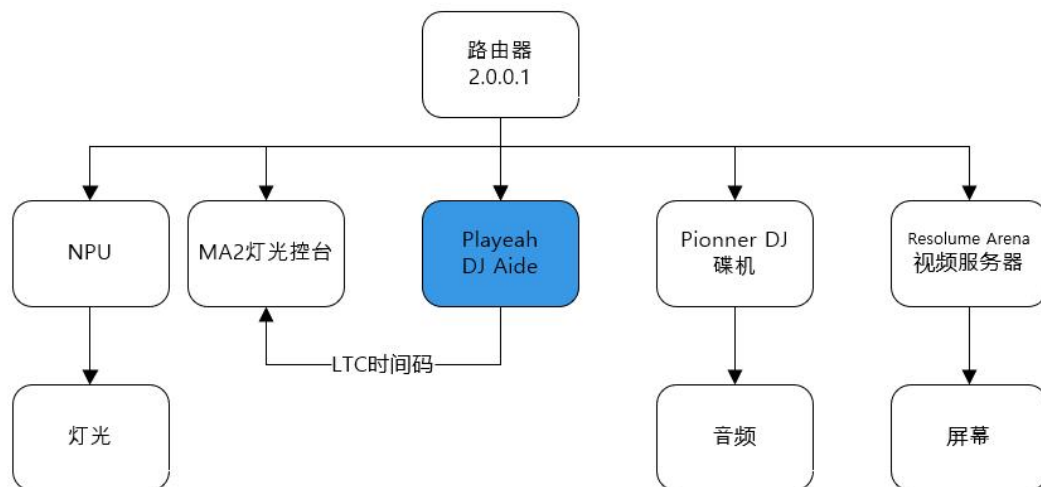 路由器
2.0.0.1
NPU
MA2灯光控台
Playeah
DJ Aide
Pionner DJ
碟机
Resolume Arena
视频服务器
LTC时间码
灯光
音频
屏幕